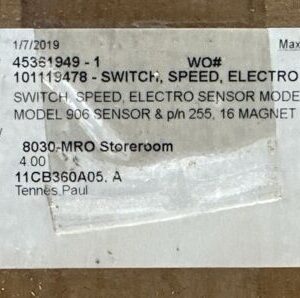 1/7/2019 Max
45361949 - 1 WO#
101119478 - SWITCH, SPEED, ELECTRO
SWITCH, SPEED, ELECTRO SENSOR MODE
MODEL 906 SENSOR & p/n 255, 16 MAGNET
8030-MRO Storeroom
4.00
11CB360A05. A
Tennes, Paul